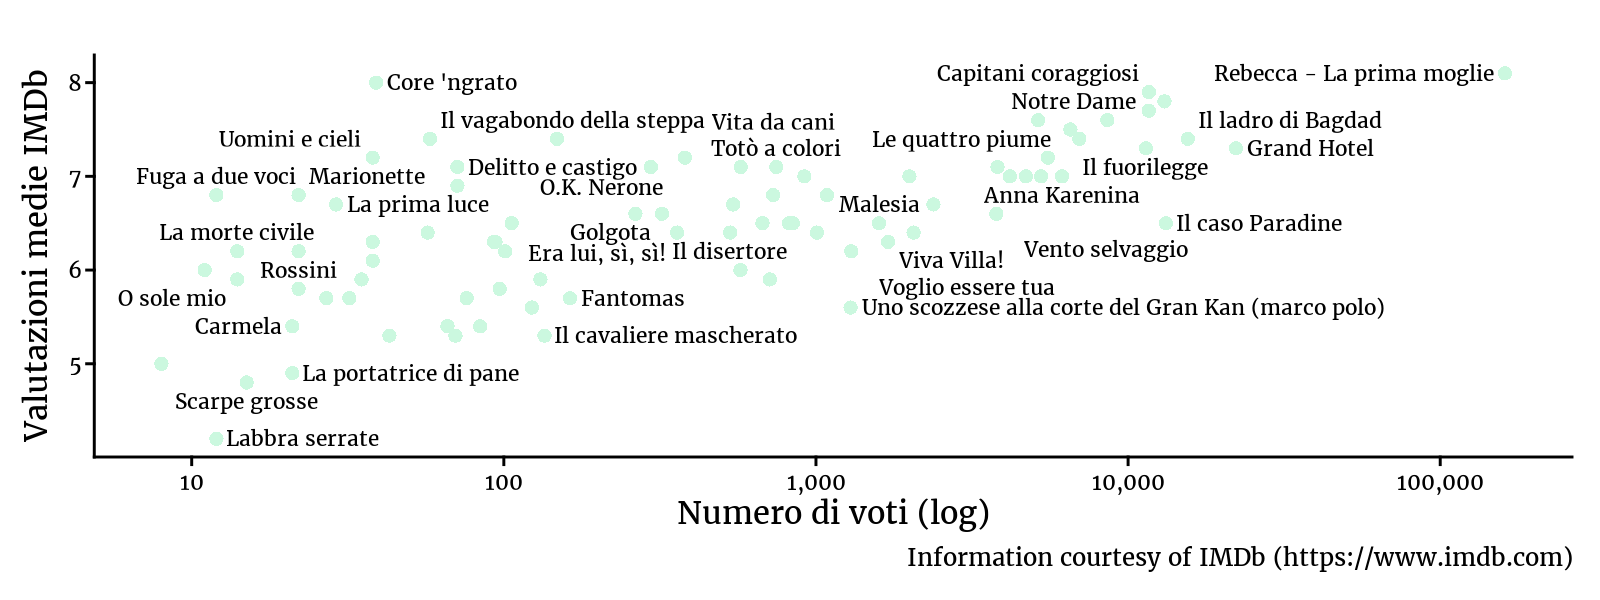 Valutazioni medie IMDb
8
7
6
5
Core 'ngrato
Capitani coraggiosi
Rebecca - La prima moglie
Notre Dame
Il vagabondo della steppa
Vita da cani
Il ladro di Bagdad
Uomini e cieli
Totò a colori
Le quattro piume
Grand Hotel
Fuga a due voci
Marionette
Delitto e castigo
Il fuorilegge
O.K. Nerone
Anna Karenina
La prima luce
Malesia
La morte civile
Golgota
Il caso Paradine
Era lui, sì, sì!
Il disertore
Vento selvaggio
Rossini
Viva Villa!
O sole mio
Fantomas
Voglio essere tua
Uno scozzese alla corte del Gran Kan (marco polo)
Carmela
Il cavaliere mascherato
La portatrice di pane
Scarpe grosse
Labbra serrate
10
100
1,000
10,000
100,000
Numero di voti (log)
Information courtesy of IMDb (https://www.imdb.com)